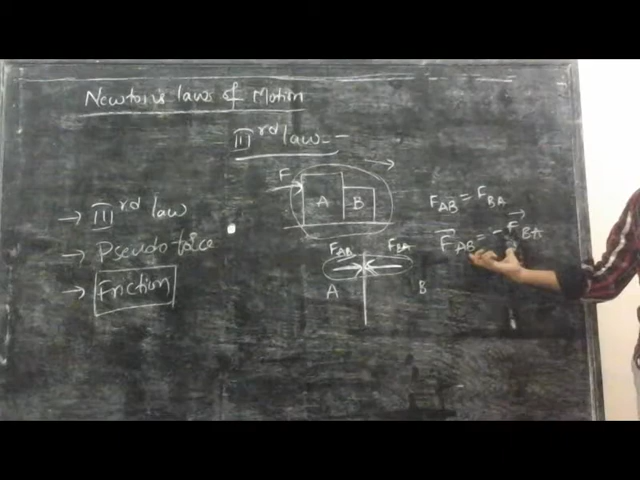 Newton's laws of Motion
III rd law --
→ III rd law
→ Pseudo force
→ Friction
F
A
B
F_AB
F_BA
A
B
F_AB = F_BA
F_AB = - F_BA